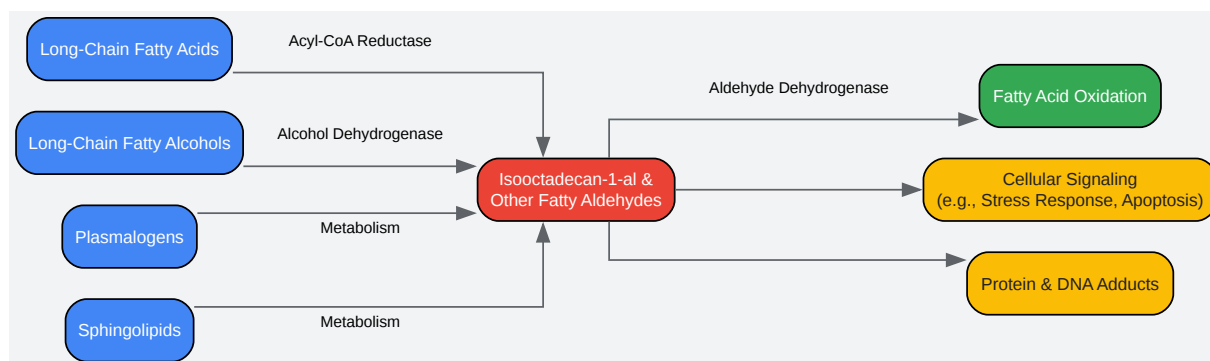 Long-Chain Fatty Acids
Acyl-CoA Reductase
Long-Chain Fatty Alcohols
Alcohol Dehydrogenase
Plasmalogens
Metabolism
Sphingolipids
Metabolism
Isooctadecan-1-al &
Other Fatty Aldehydes
Aldehyde Dehydrogenase
Fatty Acid Oxidation
Cellular Signaling
(e.g., Stress Response, Apoptosis)
Protein & DNA Adducts